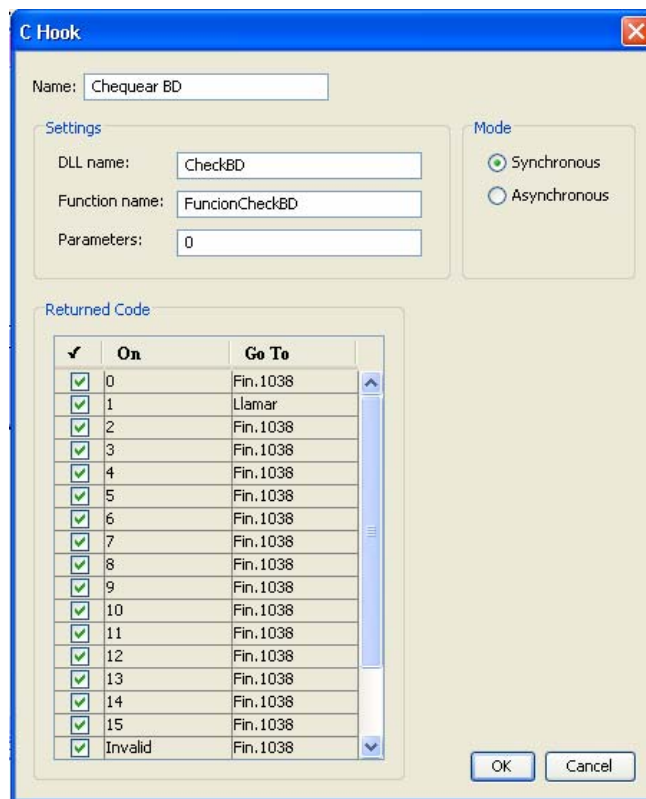 C Hook
Name: Chequear BD
Settings
DLL name: CheckBD
Function name: FuncionCheckBD
Parameters: 0
Mode
Synchronous
Asynchronous
Returned Code
✓ On Go To
0 Fin.1038
1 Llamar
2 Fin.1038
3 Fin.1038
4 Fin.1038
5 Fin.1038
6 Fin.1038
7 Fin.1038
8 Fin.1038
9 Fin.1038
10 Fin.1038
11 Fin.1038
12 Fin.1038
13 Fin.1038
14 Fin.1038
15 Fin.1038
Invalid Fin.1038
OK Cancel